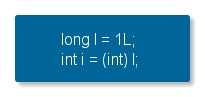 long l = 1L;
int i = (int) l;